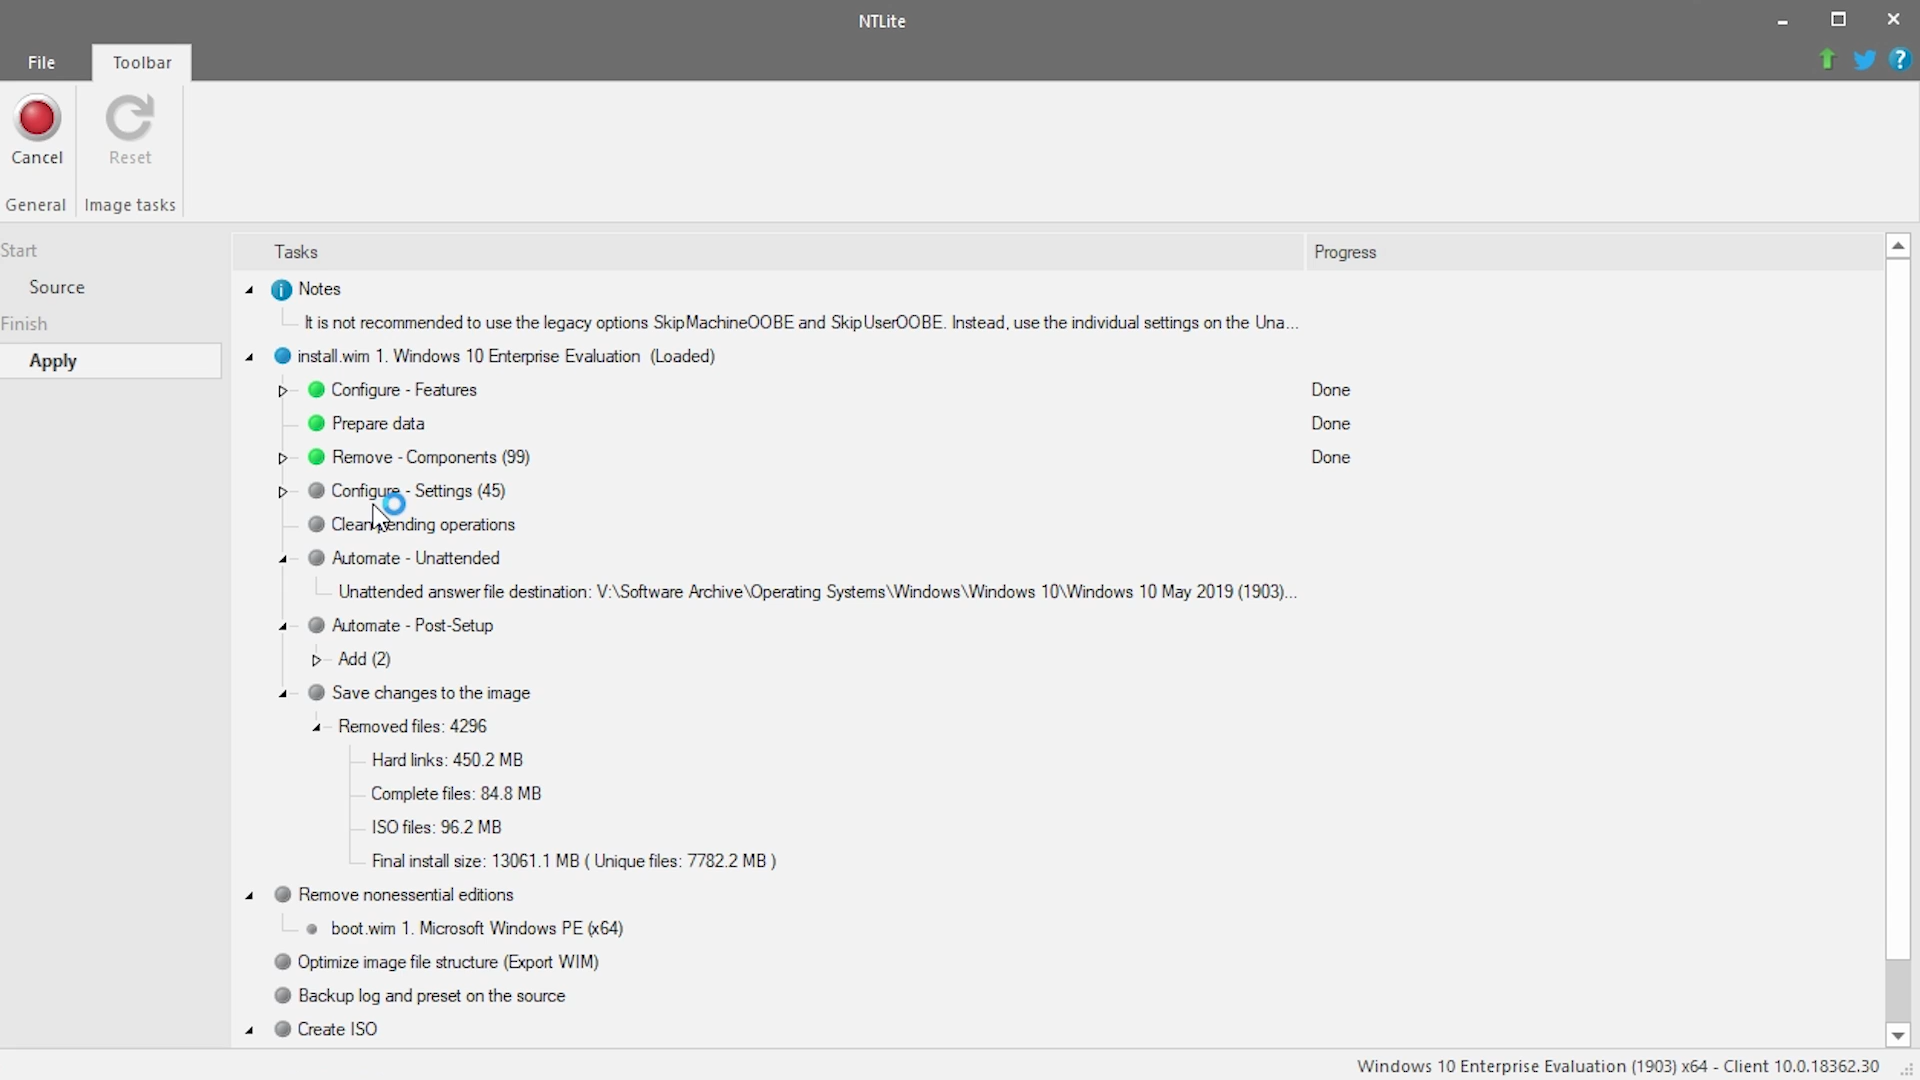 NTLite
File
Toolbar
Cancel
Reset
General
Image tasks
Start
Source
Finish
Apply
Tasks
Progress
Notes
It is not recommended to use the legacy options SkipMachineOOBE and SkipUserOOBE. Instead, use the individual settings on the Una...
install.wim 1. Windows 10 Enterprise Evaluation (Loaded)
Configure - Features
Done
Prepare data
Done
Remove - Components (99)
Done
Configure - Settings (45)
Clean pending operations
Automate - Unattended
Unattended answer file destination: V:\Software Archive\Operating Systems\Windows\Windows 10\Windows 10 May 2019 (1903)...
Automate - Post-Setup
Add (2)
Save changes to the image
Removed files: 4296
Hard links: 450.2 MB
Complete files: 84.8 MB
ISO files: 96.2 MB
Final install size: 13061.1 MB ( Unique files: 7782.2 MB )
Remove nonessential editions
boot.wim 1. Microsoft Windows PE (x64)
Optimize image file structure (Export WIM)
Backup log and preset on the source
Create ISO
Windows 10 Enterprise Evaluation (1903) x64 - Client 10.0.18362.30